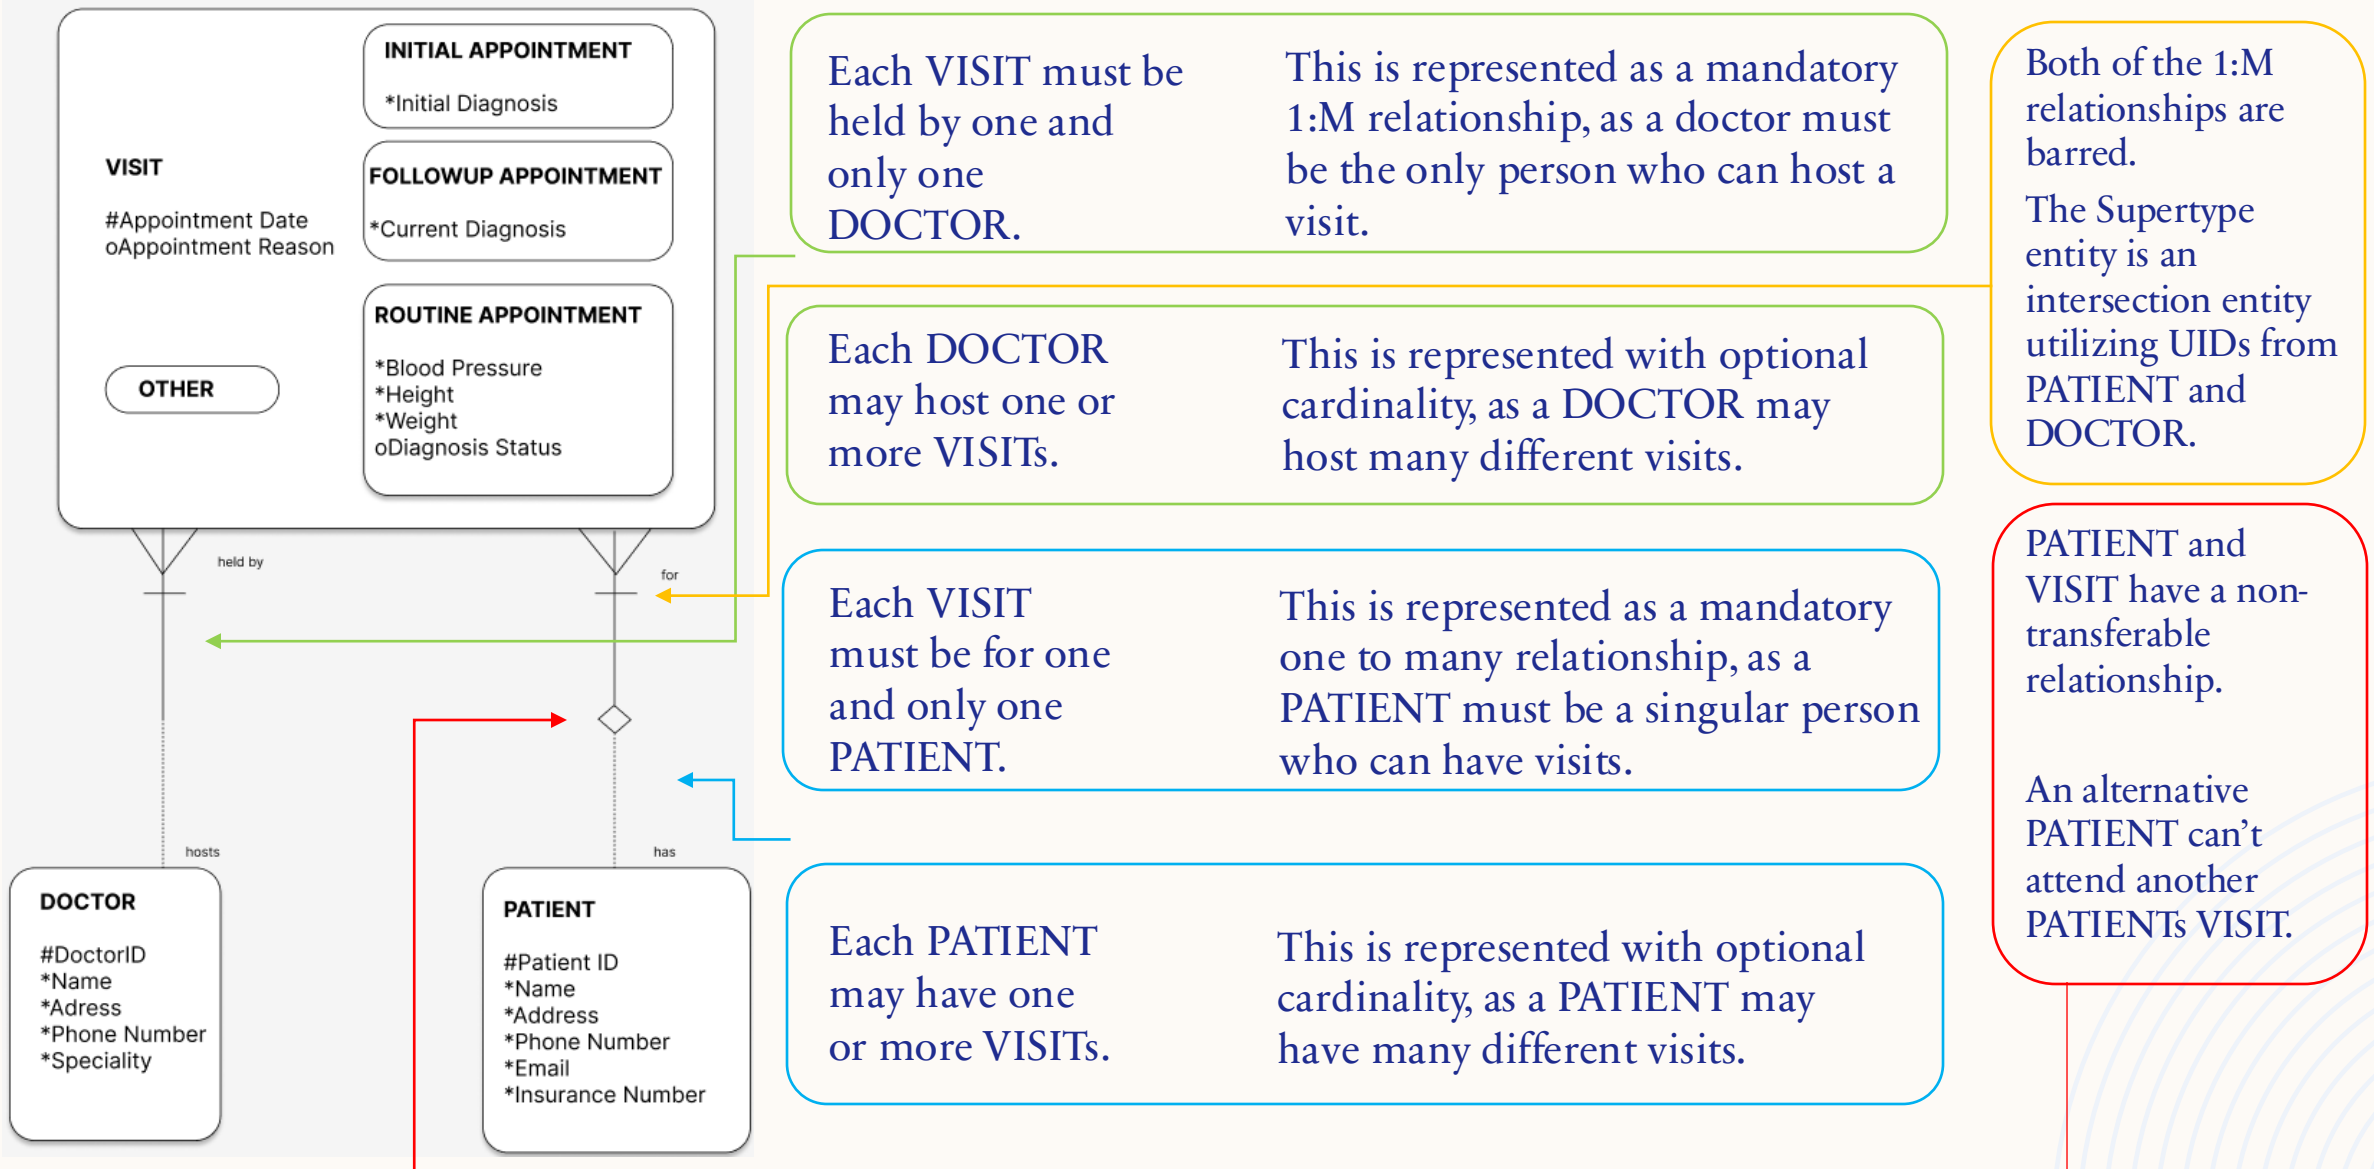 INITIAL APPOINTMENT
*Initial Diagnosis
VISIT
#Appointment Date
oAppointment Reason
FOLLOWUP APPOINTMENT
*Current Diagnosis
ROUTINE APPOINTMENT
*Blood Pressure
*Height
*Weight
oDiagnosis Status
OTHER
held by
for
hosts
has
DOCTOR
#DoctorID
*Name
*Adress
*Phone Number
*Speciality
PATIENT
#Patient ID
*Name
*Address
*Phone Number
*Email
*Insurance Number
Each VISIT must be
held by one and
only one
DOCTOR.
This is represented as a mandatory
1:M relationship, as a doctor must
be the only person who can host a
visit.
Each DOCTOR
may host one or
more VISITs.
This is represented with optional
cardinality, as a DOCTOR may
host many different visits.
Each VISIT
must be for one
and only one
PATIENT.
This is represented as a mandatory
one to many relationship, as a
PATIENT must be a singular person
who can have visits.
Each PATIENT
may have one
or more VISITs.
This is represented with optional
cardinality, as a PATIENT may
have many different visits.
Both of the 1:M
relationships are
barred.
The Supertype
entity is an
intersection entity
utilizing UIDs from
PATIENT and
DOCTOR.
PATIENT and
VISIT have a non-
transferable
relationship.
An alternative
PATIENT can't
attend another
PATIENTs VISIT.